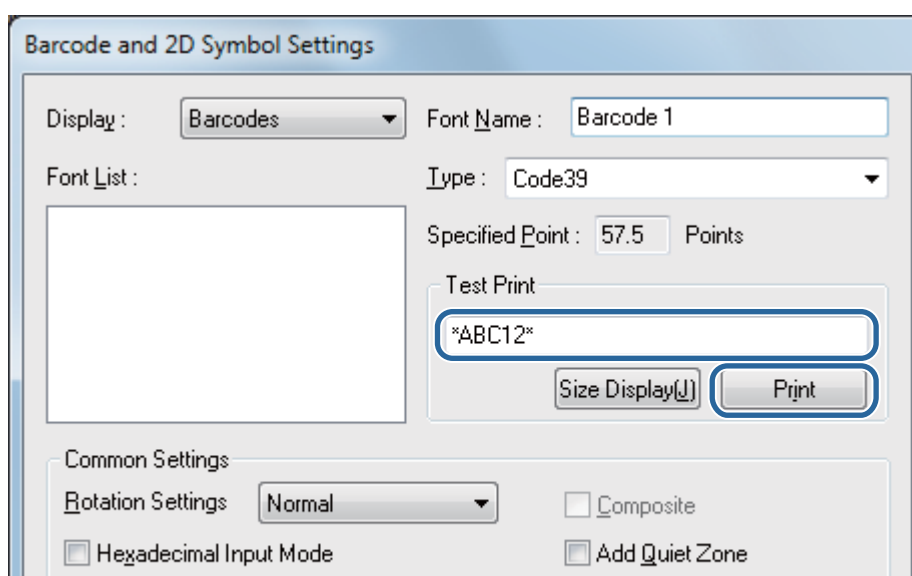 Barcode and 2D Symbol Settings
Display : Barcodes Font Name : Barcode 1
Font List : Type : Code39
Specified Point : 57.5 Points
Test Print
*ABC12*
Size Display(J) Print
Common Settings
Rotation Settings Normal Composite
Hexadecimal Input Mode Add Quiet Zone